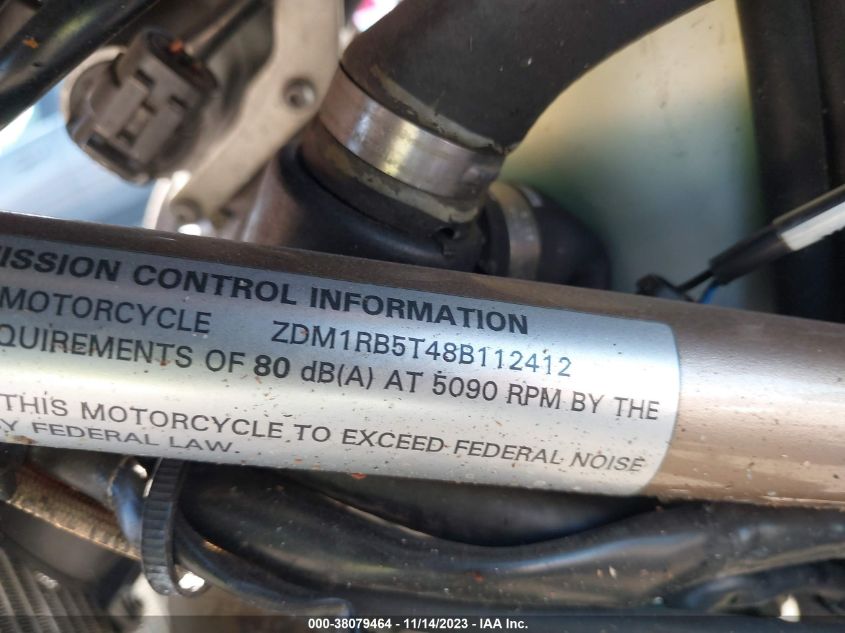 ISSION CONTROL INFORMATION
MOTORCYCLE ZDM1RB5T48B112412
QUIREMENTS OF 80 dB(A) AT 5090 RPM BY THE
THIS MOTORCYCLE TO EXCEED FEDERAL NOISE
Y FEDERAL LAW.
000-38079464 - 11/14/2023 - IAA Inc.